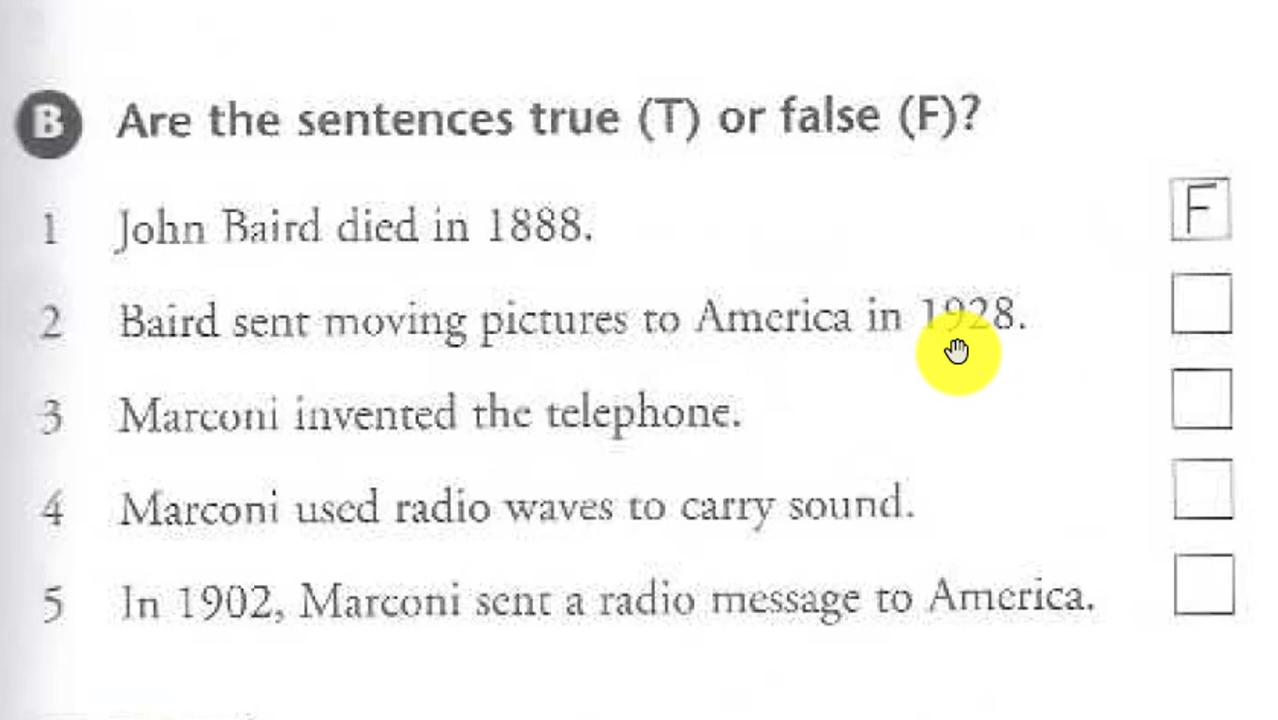 B Are the sentences true (T) or false (F)?
1 John Baird died in 1888. F
2 Baird sent moving pictures to America in 1928.
3 Marconi invented the telephone.
4 Marconi used radio waves to carry sound.
5 In 1902, Marconi sent a radio message to America.